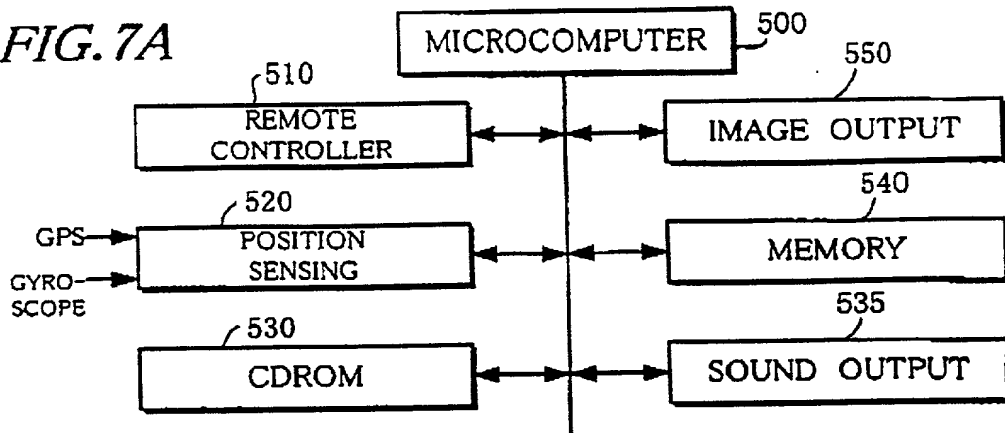 FIG. 7A
MICROCOMPUTER
500
510
REMOTE
CONTROLLER
550
IMAGE OUTPUT
520
GPS
GYRO-
SCOPE
POSITION
SENSING
540
MEMORY
530
CDROM
535
SOUND OUTPUT